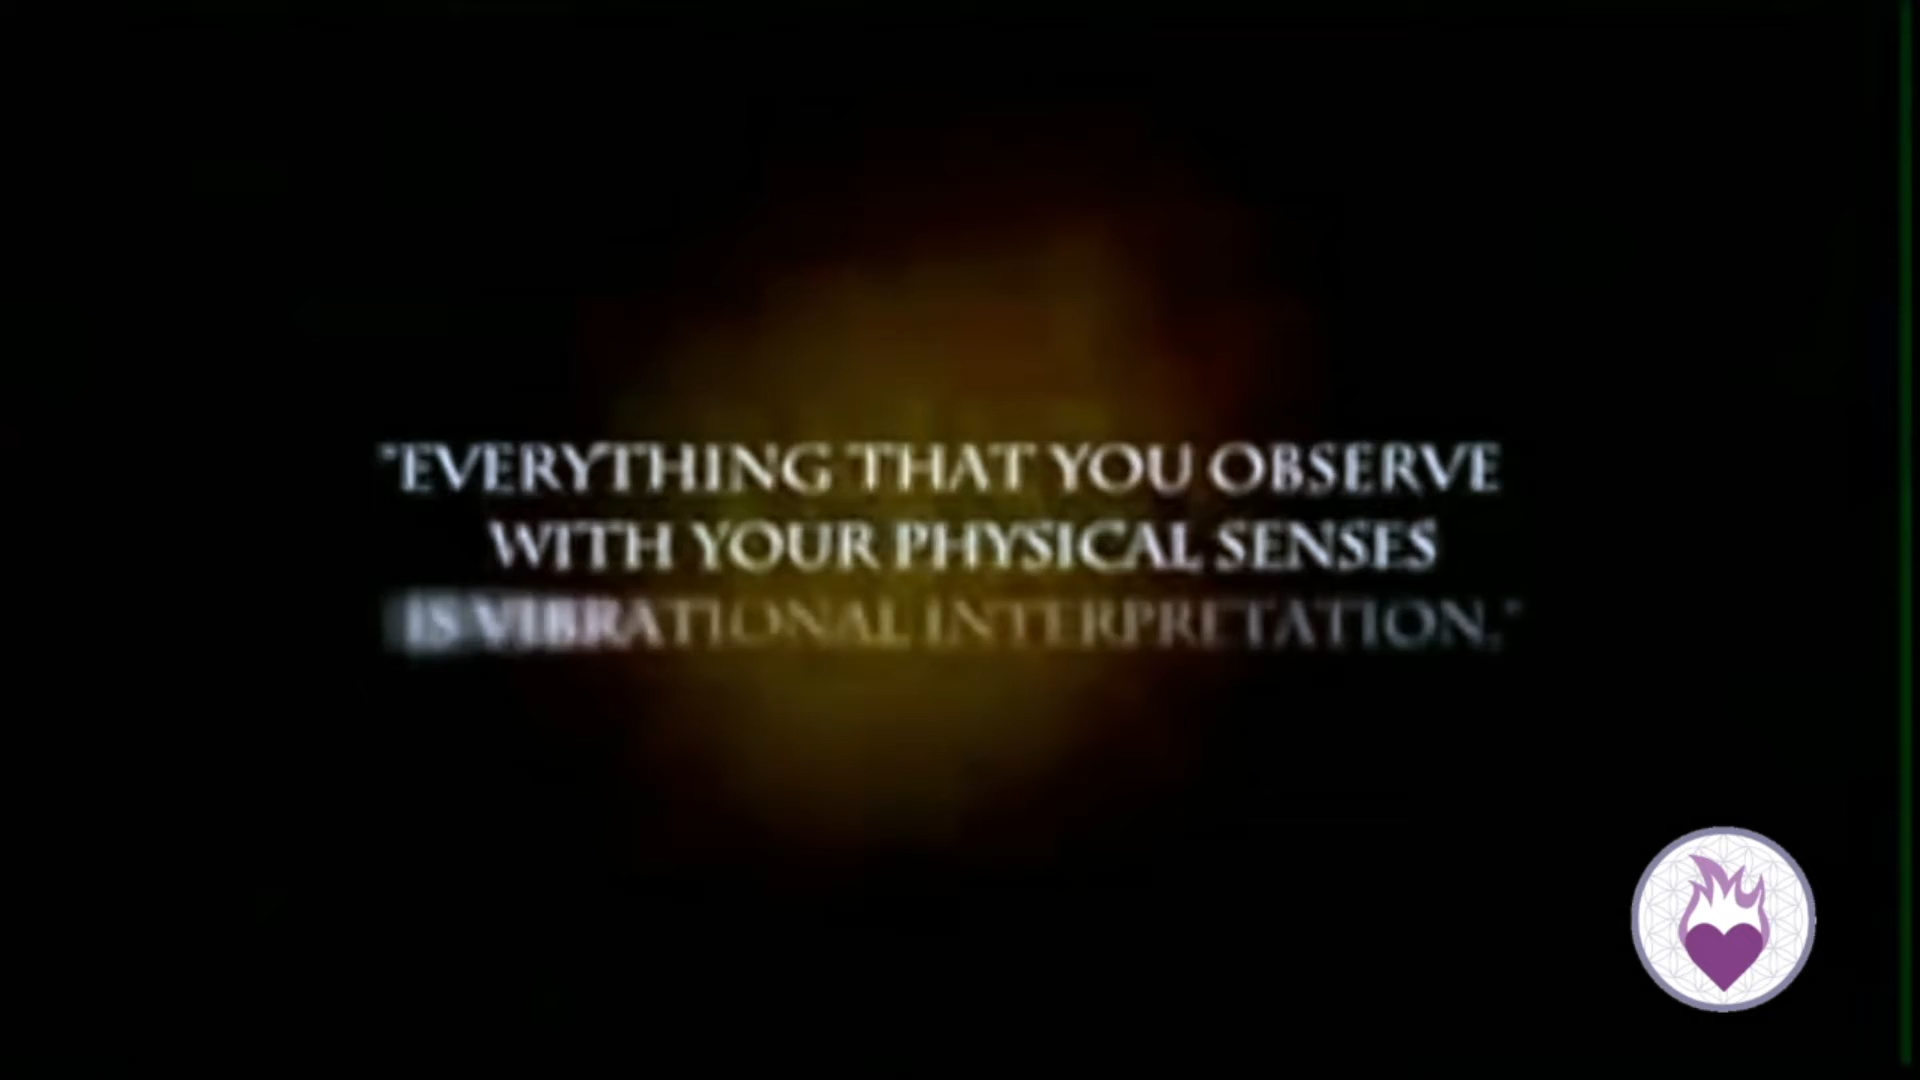 "EVERYTHING THAT YOU OBSERVE
WITH YOUR PHYSICAL SENSES
IS VIBRATIONAL INTERPRETATION."